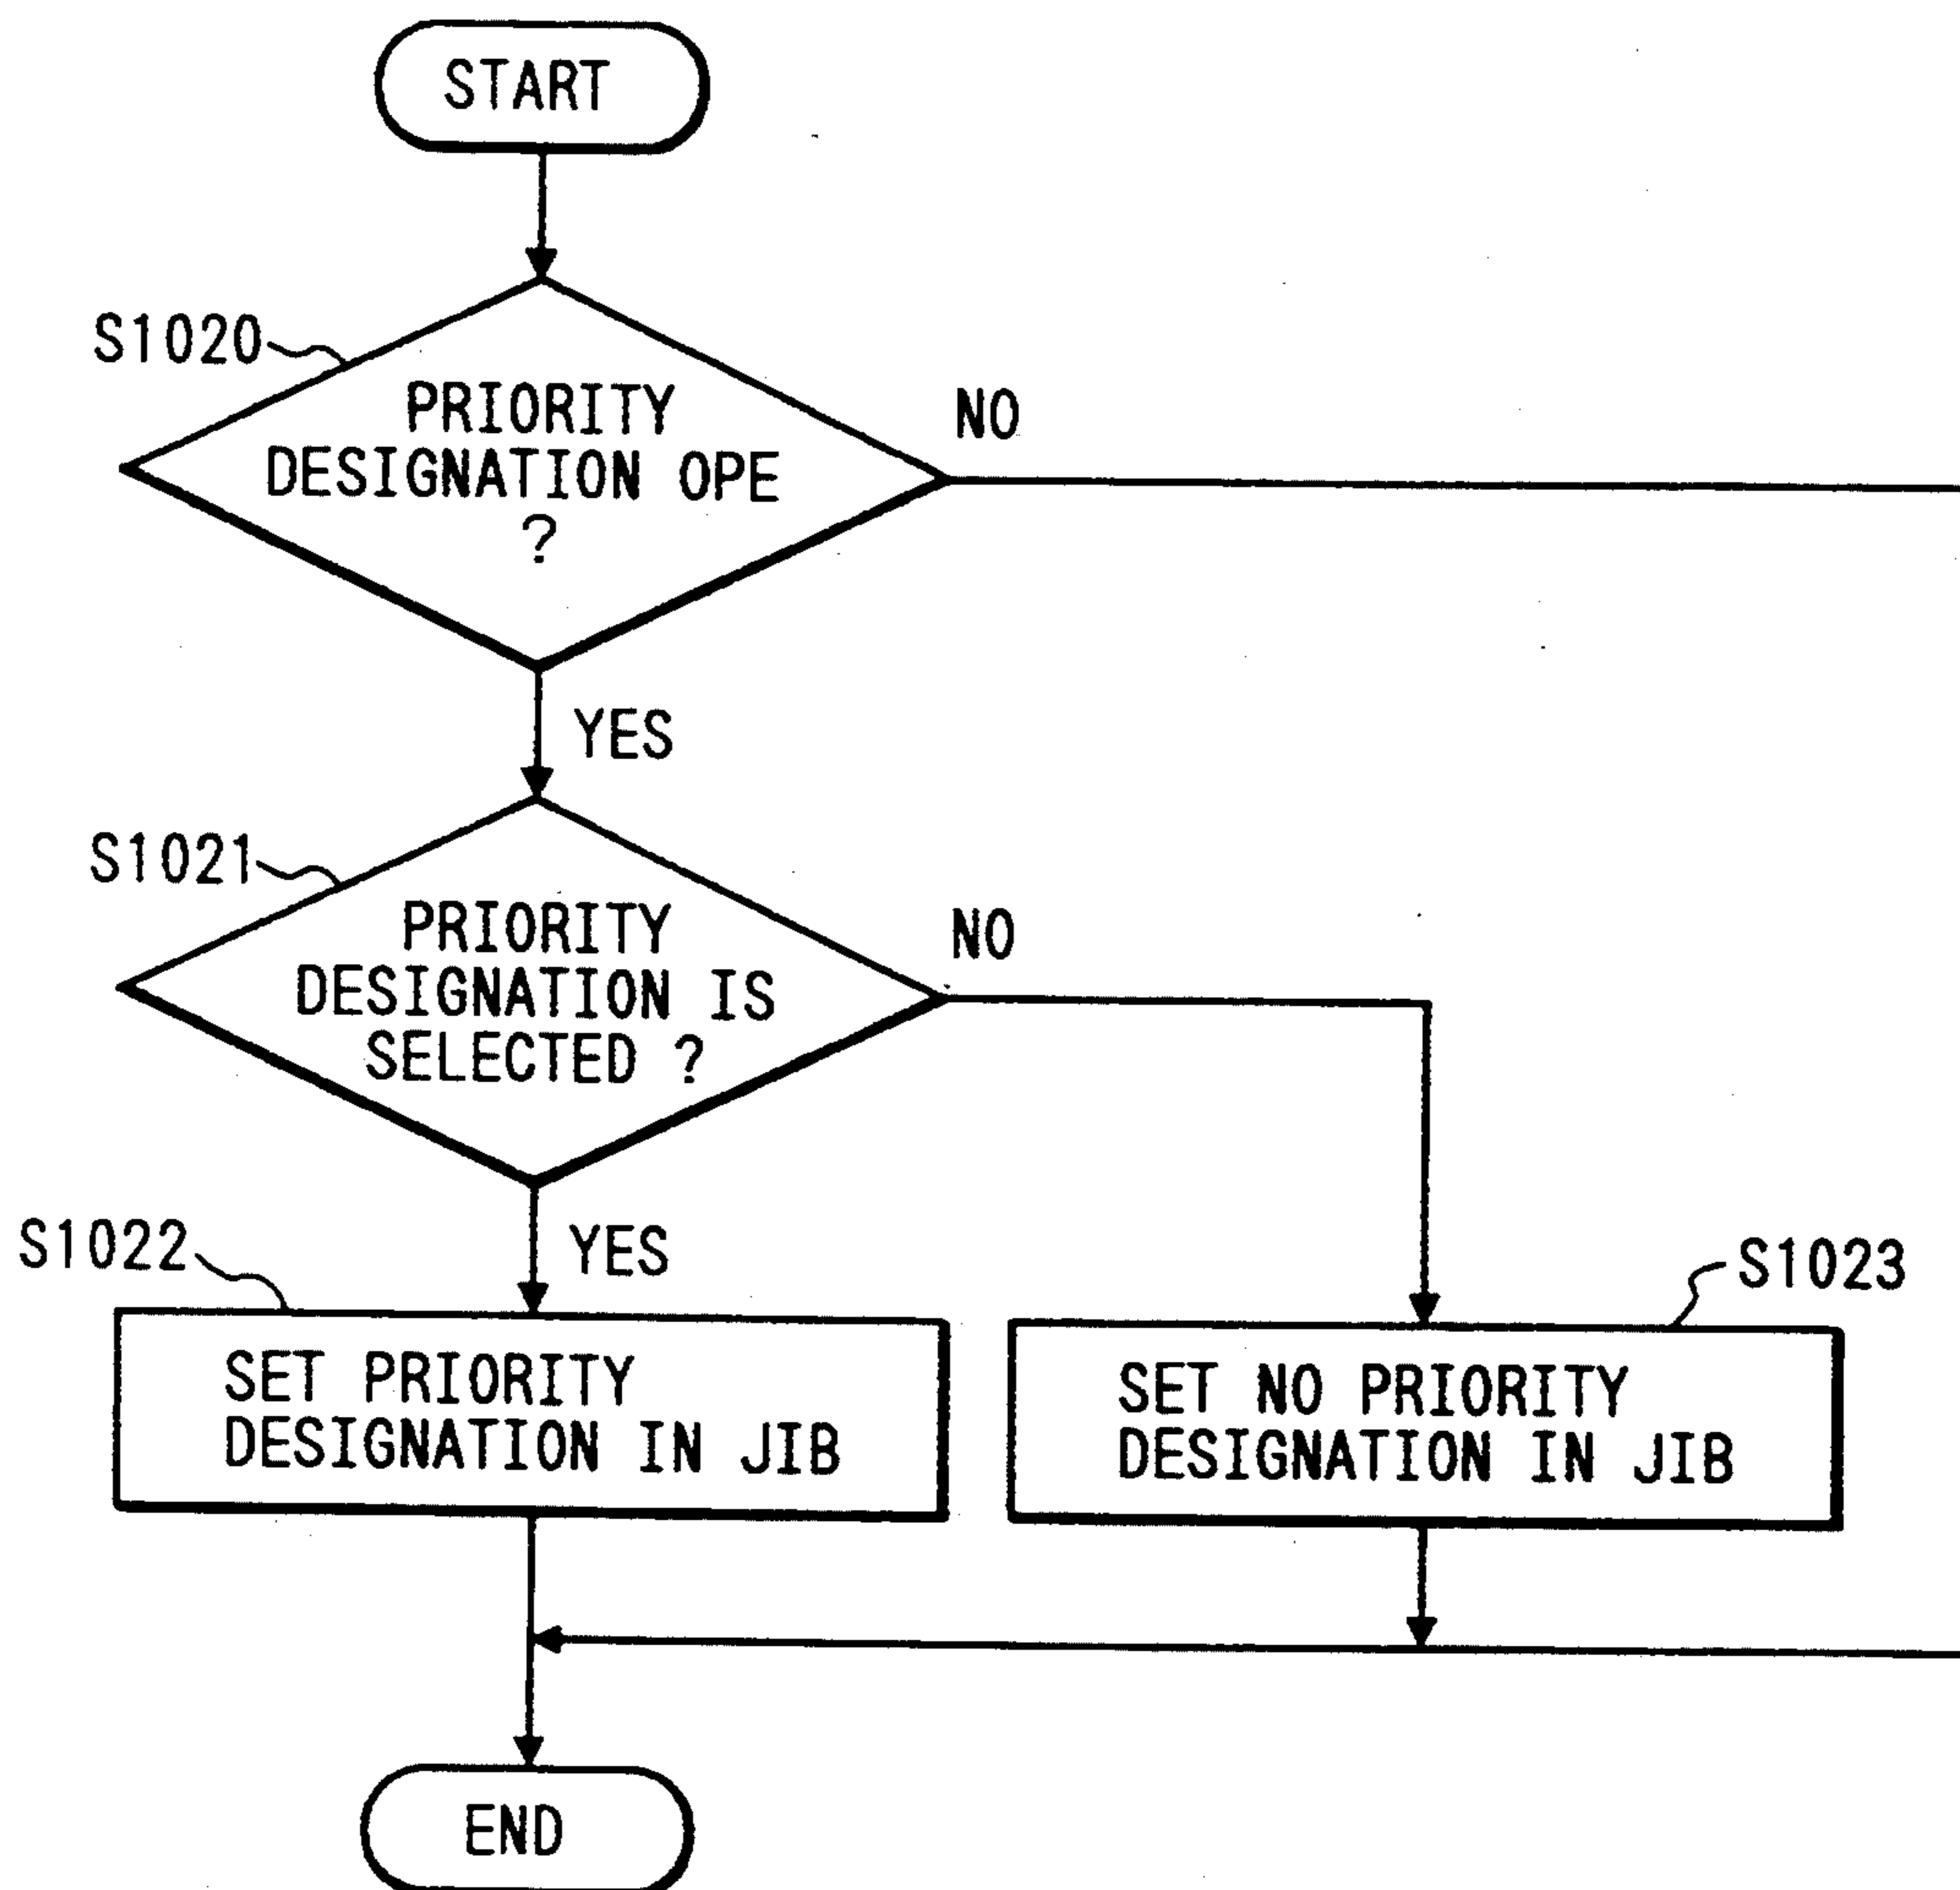 START
S1020
PRIORITY
DESIGNATION OPE
?
NO
YES
S1021
PRIORITY
DESIGNATION IS
SELECTED ?
NO
YES
S1022
SET PRIORITY
DESIGNATION IN JIB
S1023
SET NO PRIORITY
DESIGNATION IN JIB
END